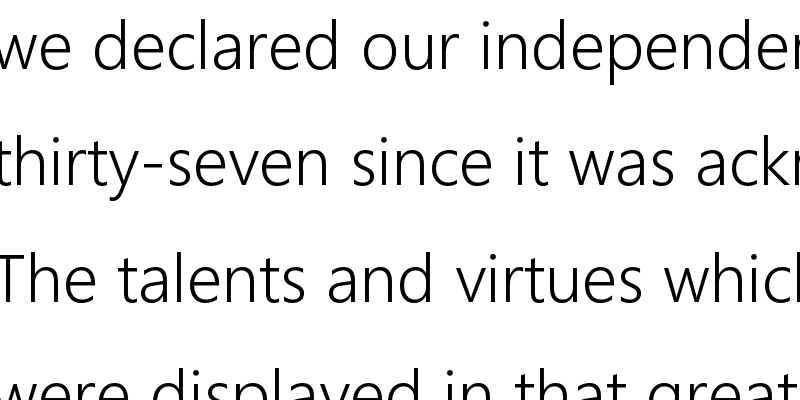 we declared our independen
thirty-seven since it was ackn
The talents and virtues which
were displayed in that great